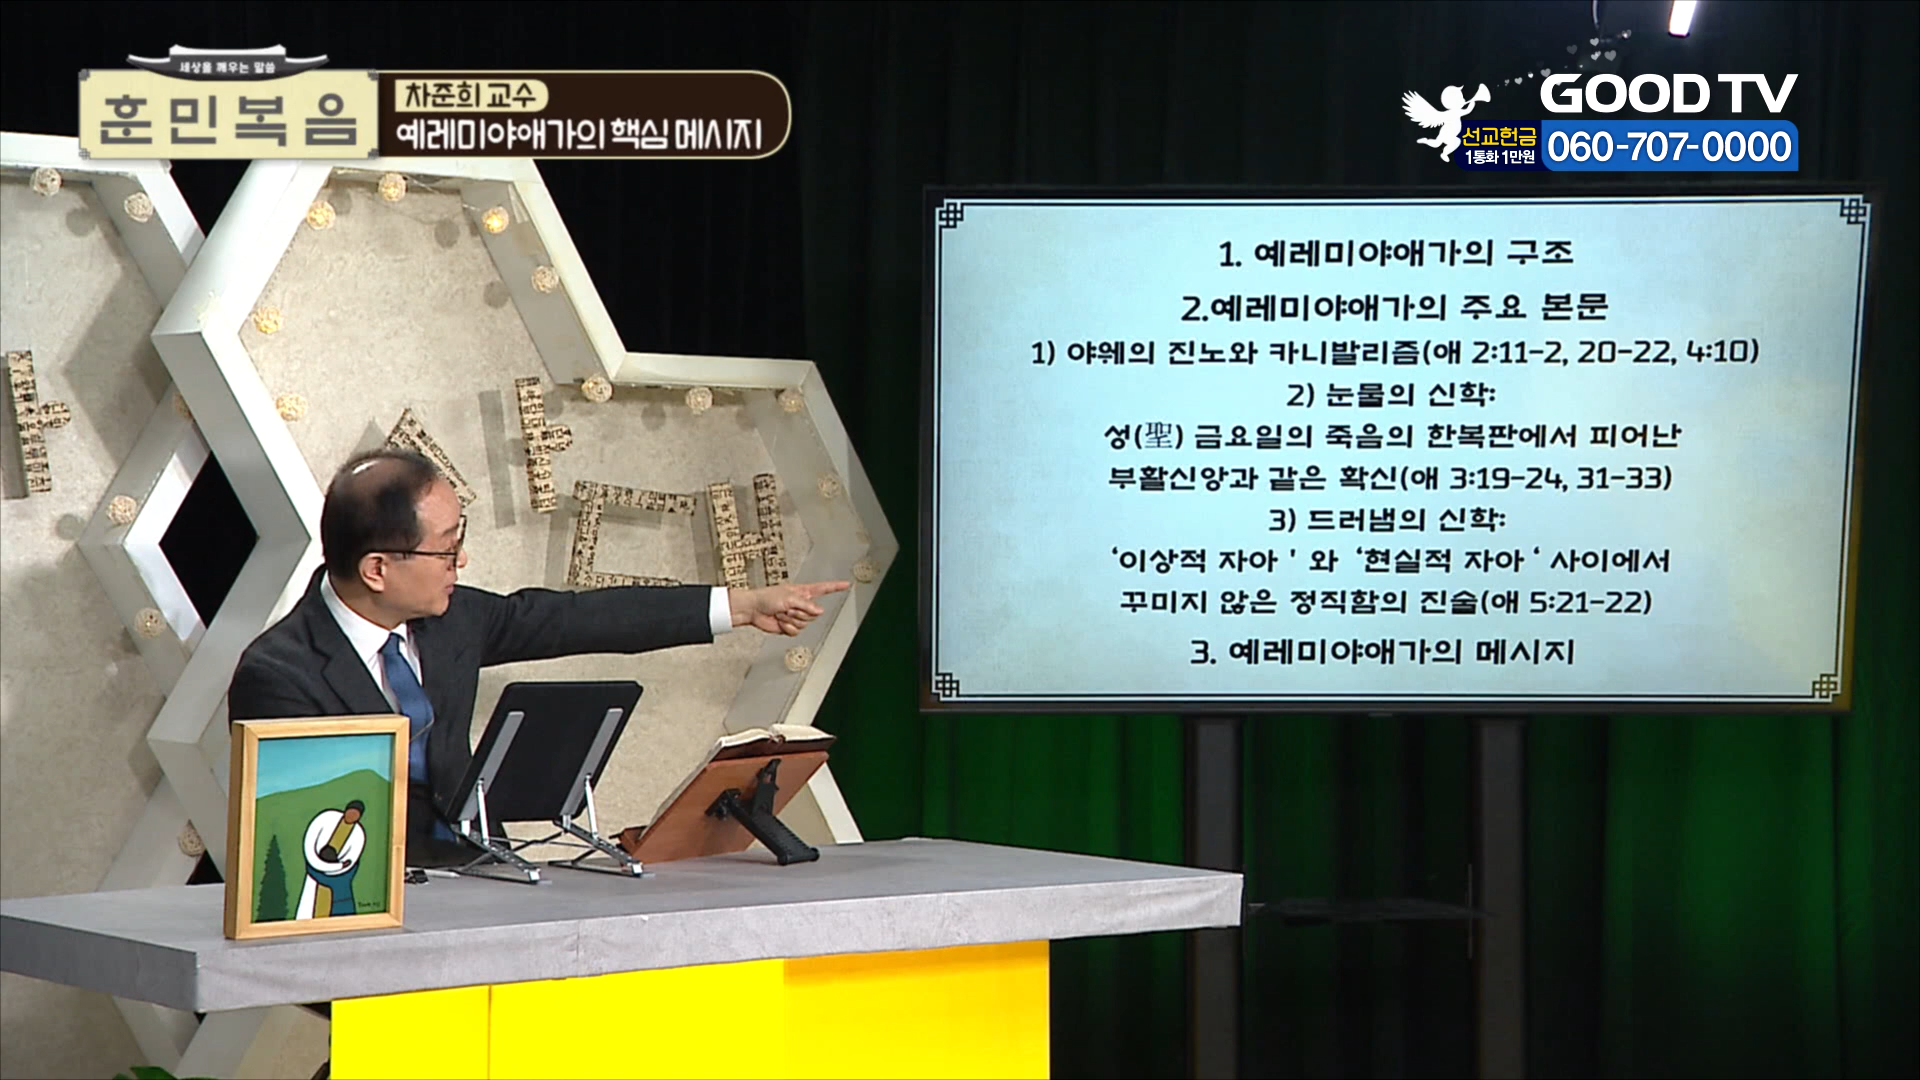 세상을 깨우는 말씀
훈민복음
차준희 교수
예레미야애가의 핵심 메시지
GOOD TV
선교헌금
1통화 1만원
060-707-0000
1. 예레미야애가의 구조
2.예레미야애가의 주요 본문
1) 야웨의 진노와 카니발리즘(애 2:11-2, 20-22, 4:10)
2) 눈물의 신학:
성(聖) 금요일의 죽음의 한복판에서 피어난
부활신앙과 같은 확신(애 3:19-24, 31-33)
3) 드러냄의 신학:
‘이상적 자아 ' 와 ‘현실적 자아 ‘ 사이에서
꾸미지 않은 정직함의 진술(애 5:21-22)
3. 예레미야애가의 메시지